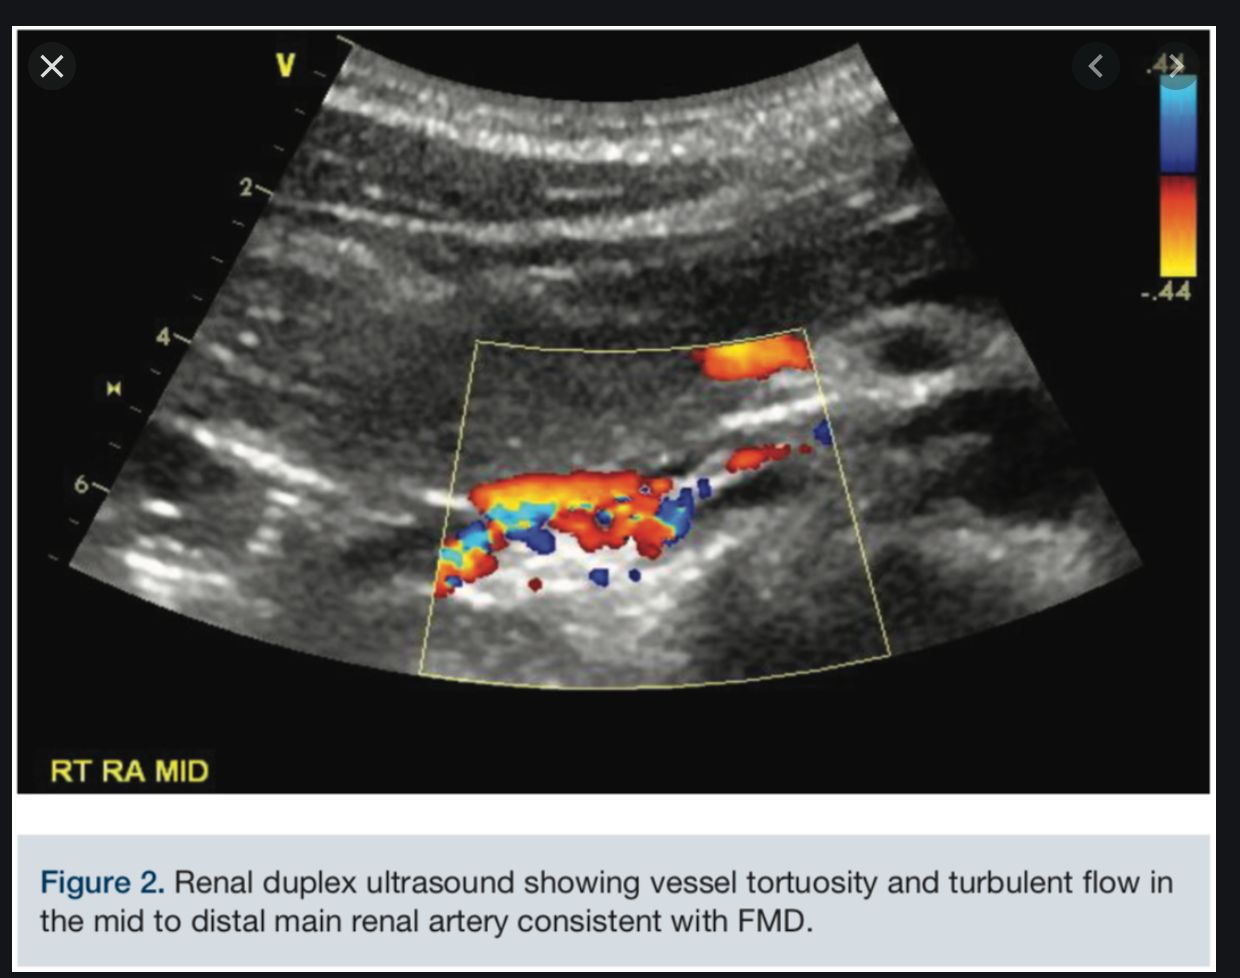 V
.44
2
4
6
-.44
RT RA MID
Figure 2. Renal duplex ultrasound showing vessel tortuosity and turbulent flow in
the mid to distal main renal artery consistent with FMD.